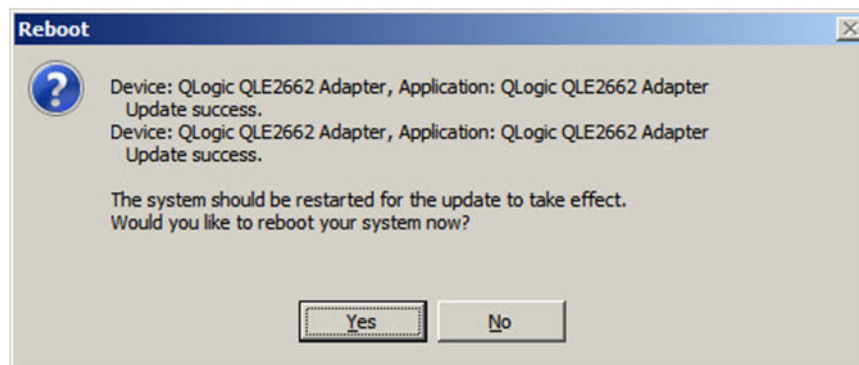 Reboot
Device: QLogic QLE2662 Adapter, Application: QLogic QLE2662 Adapter
Update success.
Device: QLogic QLE2662 Adapter, Application: QLogic QLE2662 Adapter
Update success.
The system should be restarted for the update to take effect.
Would you like to reboot your system now?
Yes No